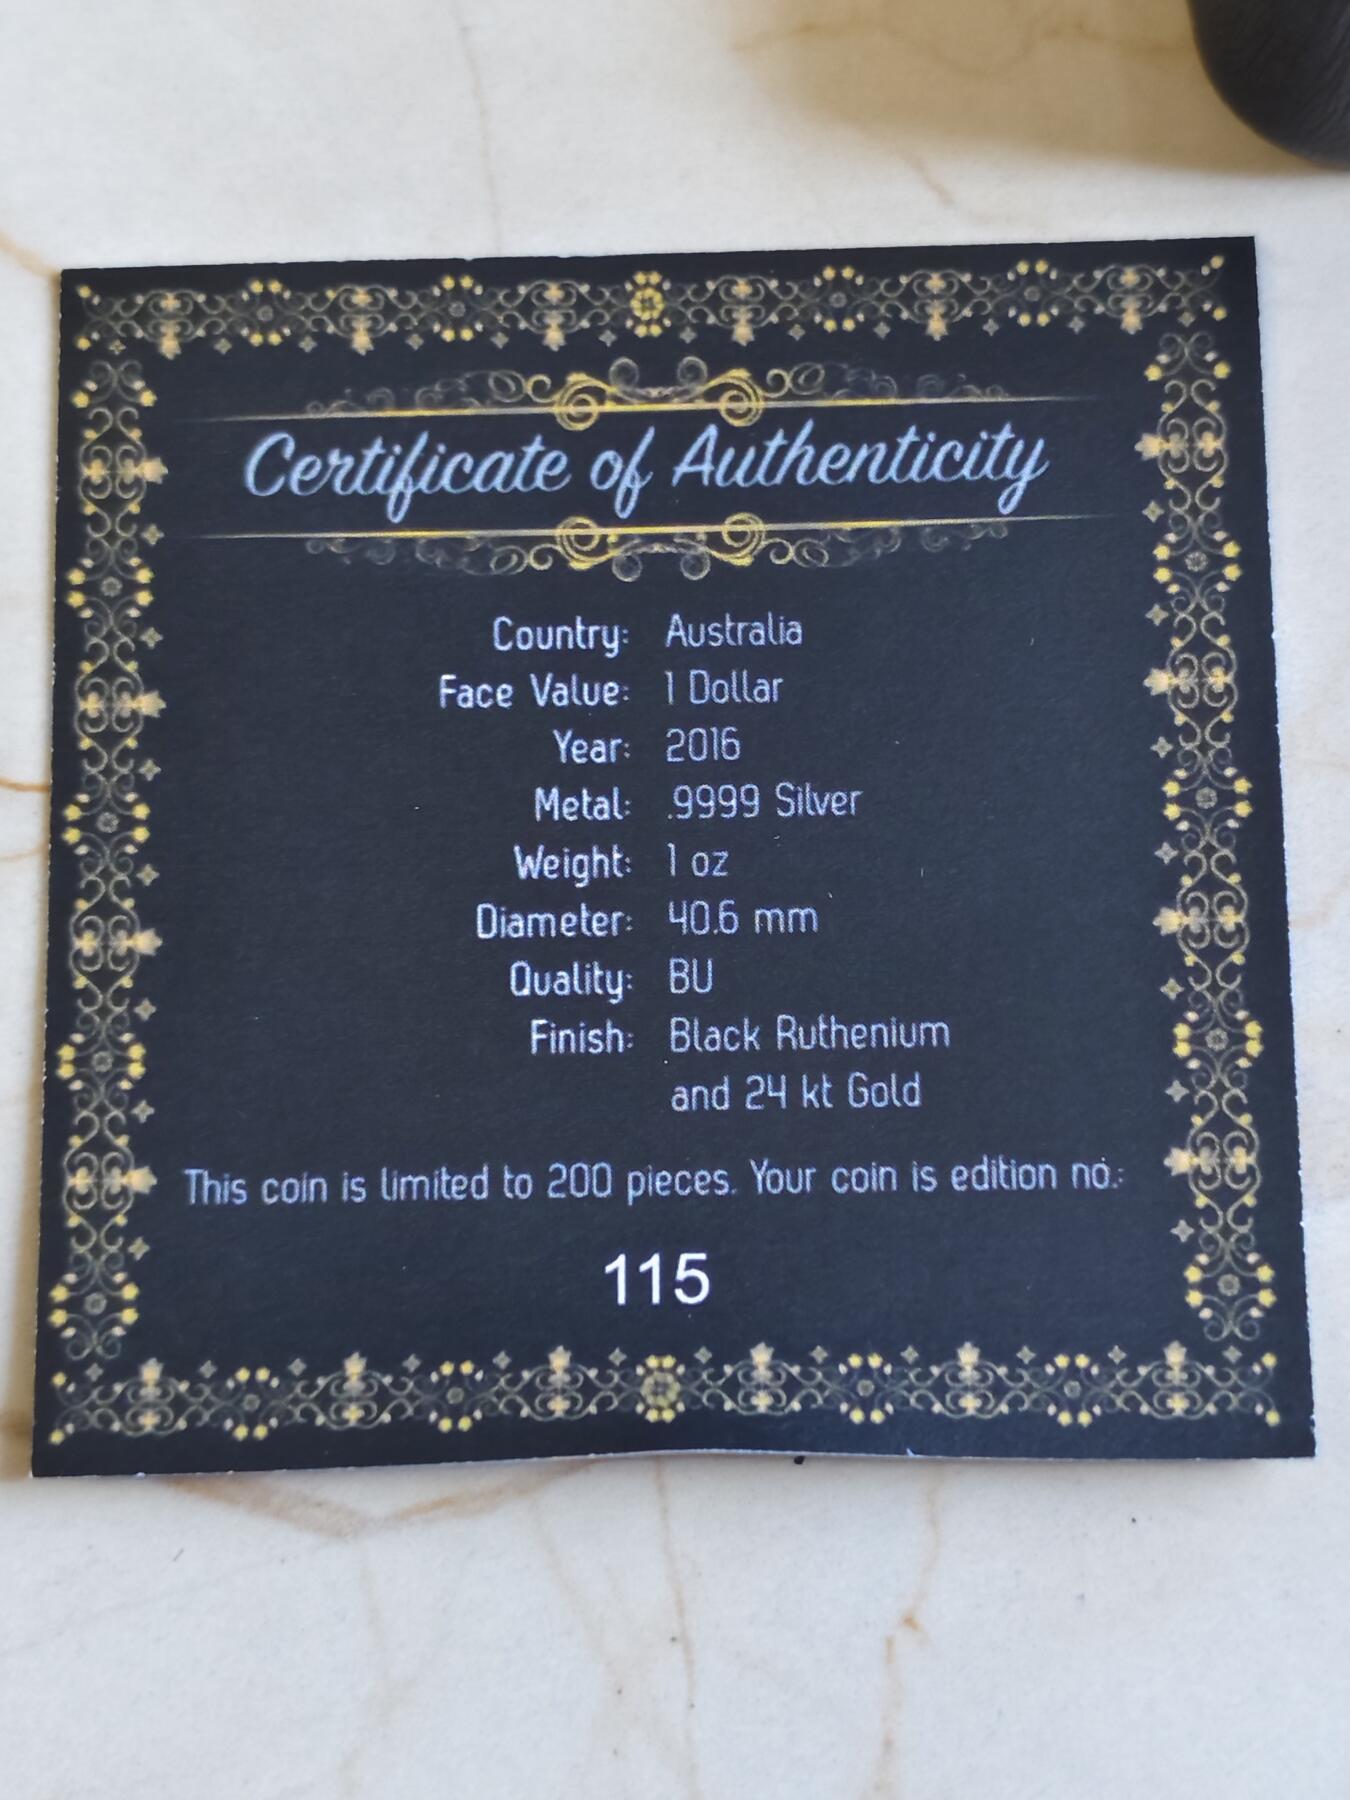 Certificate of Authenticity
Country: Australia
Face Value: 1 Dollar
Year: 2016
Metal: .9999 Silver
Weight: 1 oz
Diameter: 40.6 mm
Quality: BU
Finish: Black Ruthenium
and 24 kt Gold
This coin is limited to 200 pieces. Your coin is edition no.:
115